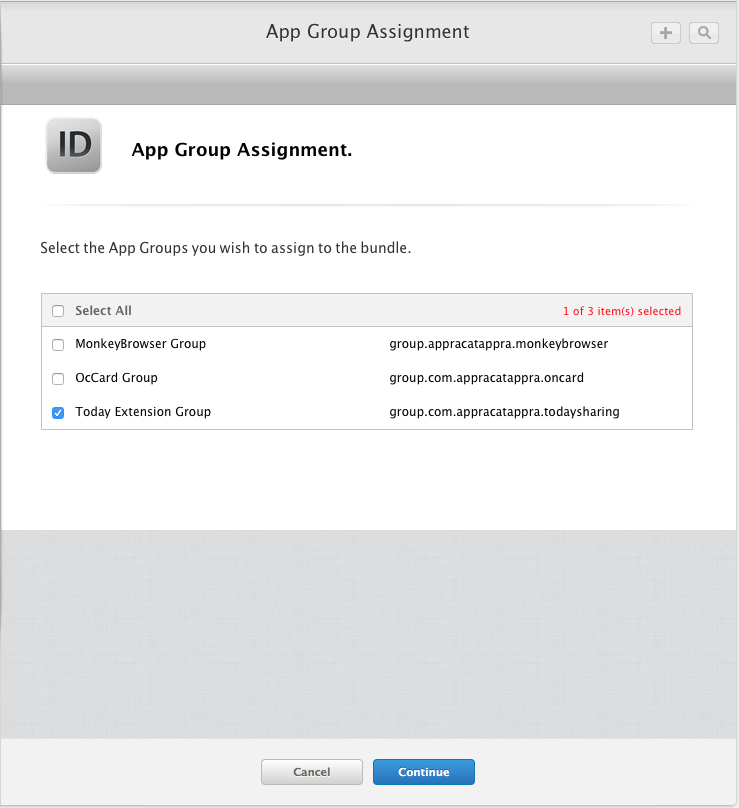 App Group Assignment
ID
App Group Assignment.
Select the App Groups you wish to assign to the bundle.
Select All 1 of 3 item(s) selected
MonkeyBrowser Group group.appracatappra.monkeybrowser
OcCard Group group.com.appracatappra.oncard
Today Extension Group group.com.appracatappra.todaysharing
Cancel Continue